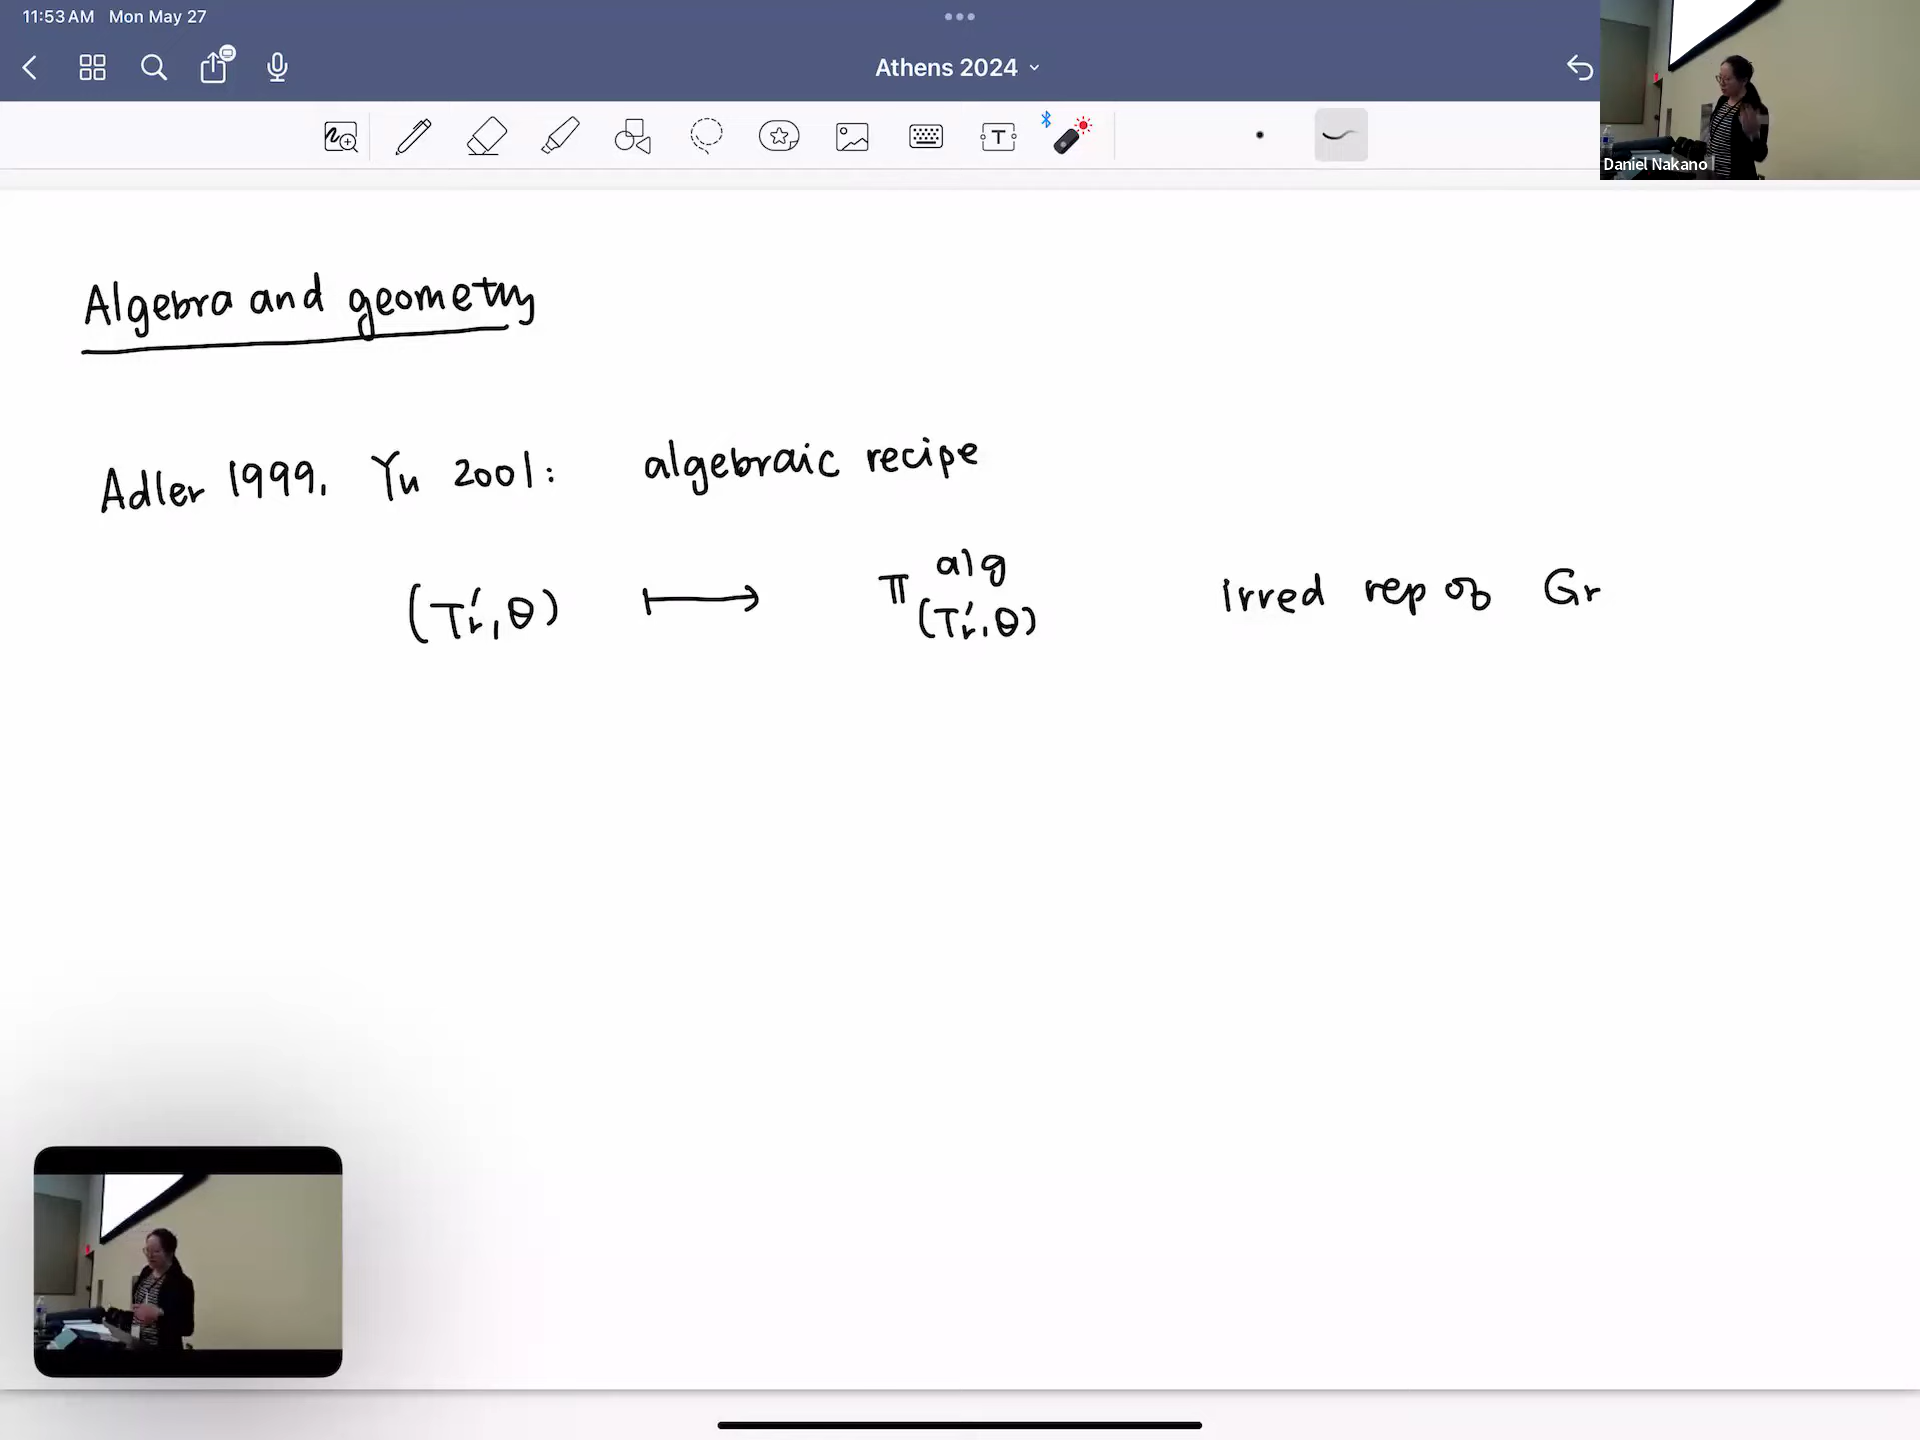 11:53 AM Mon May 27
Athens 2024
Daniel Nakano
Algebra and geometry
Adler 1999, Yu 2001: algebraic recipe
(T'r, θ) ⟼ π^alg_(T'r, θ) irred rep of Gr